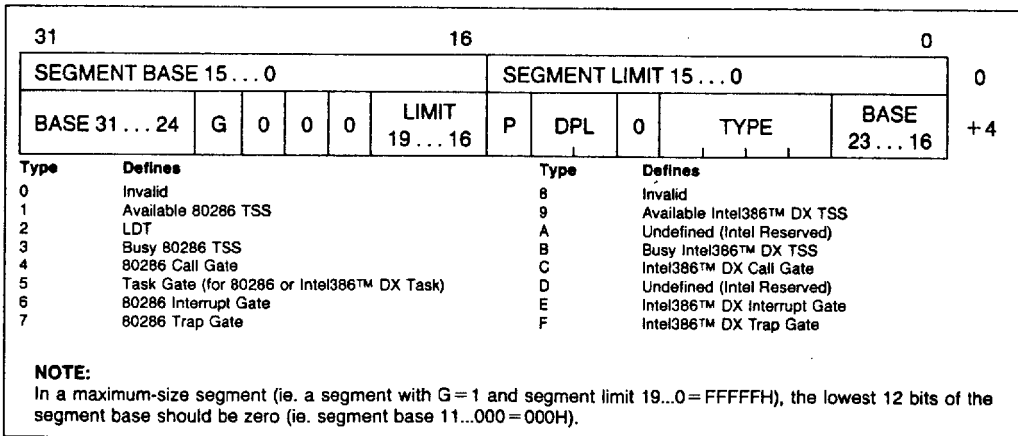 31 16 0
SEGMENT BASE 15...0 SEGMENT LIMIT 15...0 0
BASE 31...24 G 0 0 0 LIMIT 19...16 P DPL 0 TYPE BASE 23...16 +4
Type Defines Type Defines
0 Invalid 8 Invalid
1 Available 80286 TSS 9 Available Intel386™ DX TSS
2 LDT A Undefined (Intel Reserved)
3 Busy 80286 TSS B Busy Intel386™ DX TSS
4 80286 Call Gate C Intel386™ DX Call Gate
5 Task Gate (for 80286 or Intel386™ DX Task) D Undefined (Intel Reserved)
6 80286 Interrupt Gate E Intel386™ DX Interrupt Gate
7 80286 Trap Gate F Intel386™ DX Trap Gate
NOTE:
In a maximum-size segment (ie. a segment with G=1 and segment limit 19...0=FFFFFH), the lowest 12 bits of the
segment base should be zero (ie. segment base 11...000=000H).